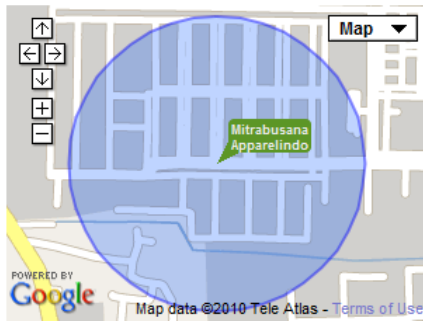 Map
Mitrabusana
Apparelindo
POWERED BY
Google
Map data ©2010 Tele Atlas - Terms of Use